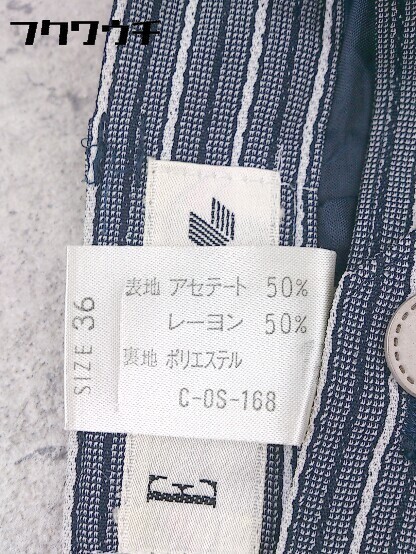 フクワウチ
SIZE 36
表地 アセテート 50%
レーヨン 50%
裏地 ポリエステル
C-OS-168
E